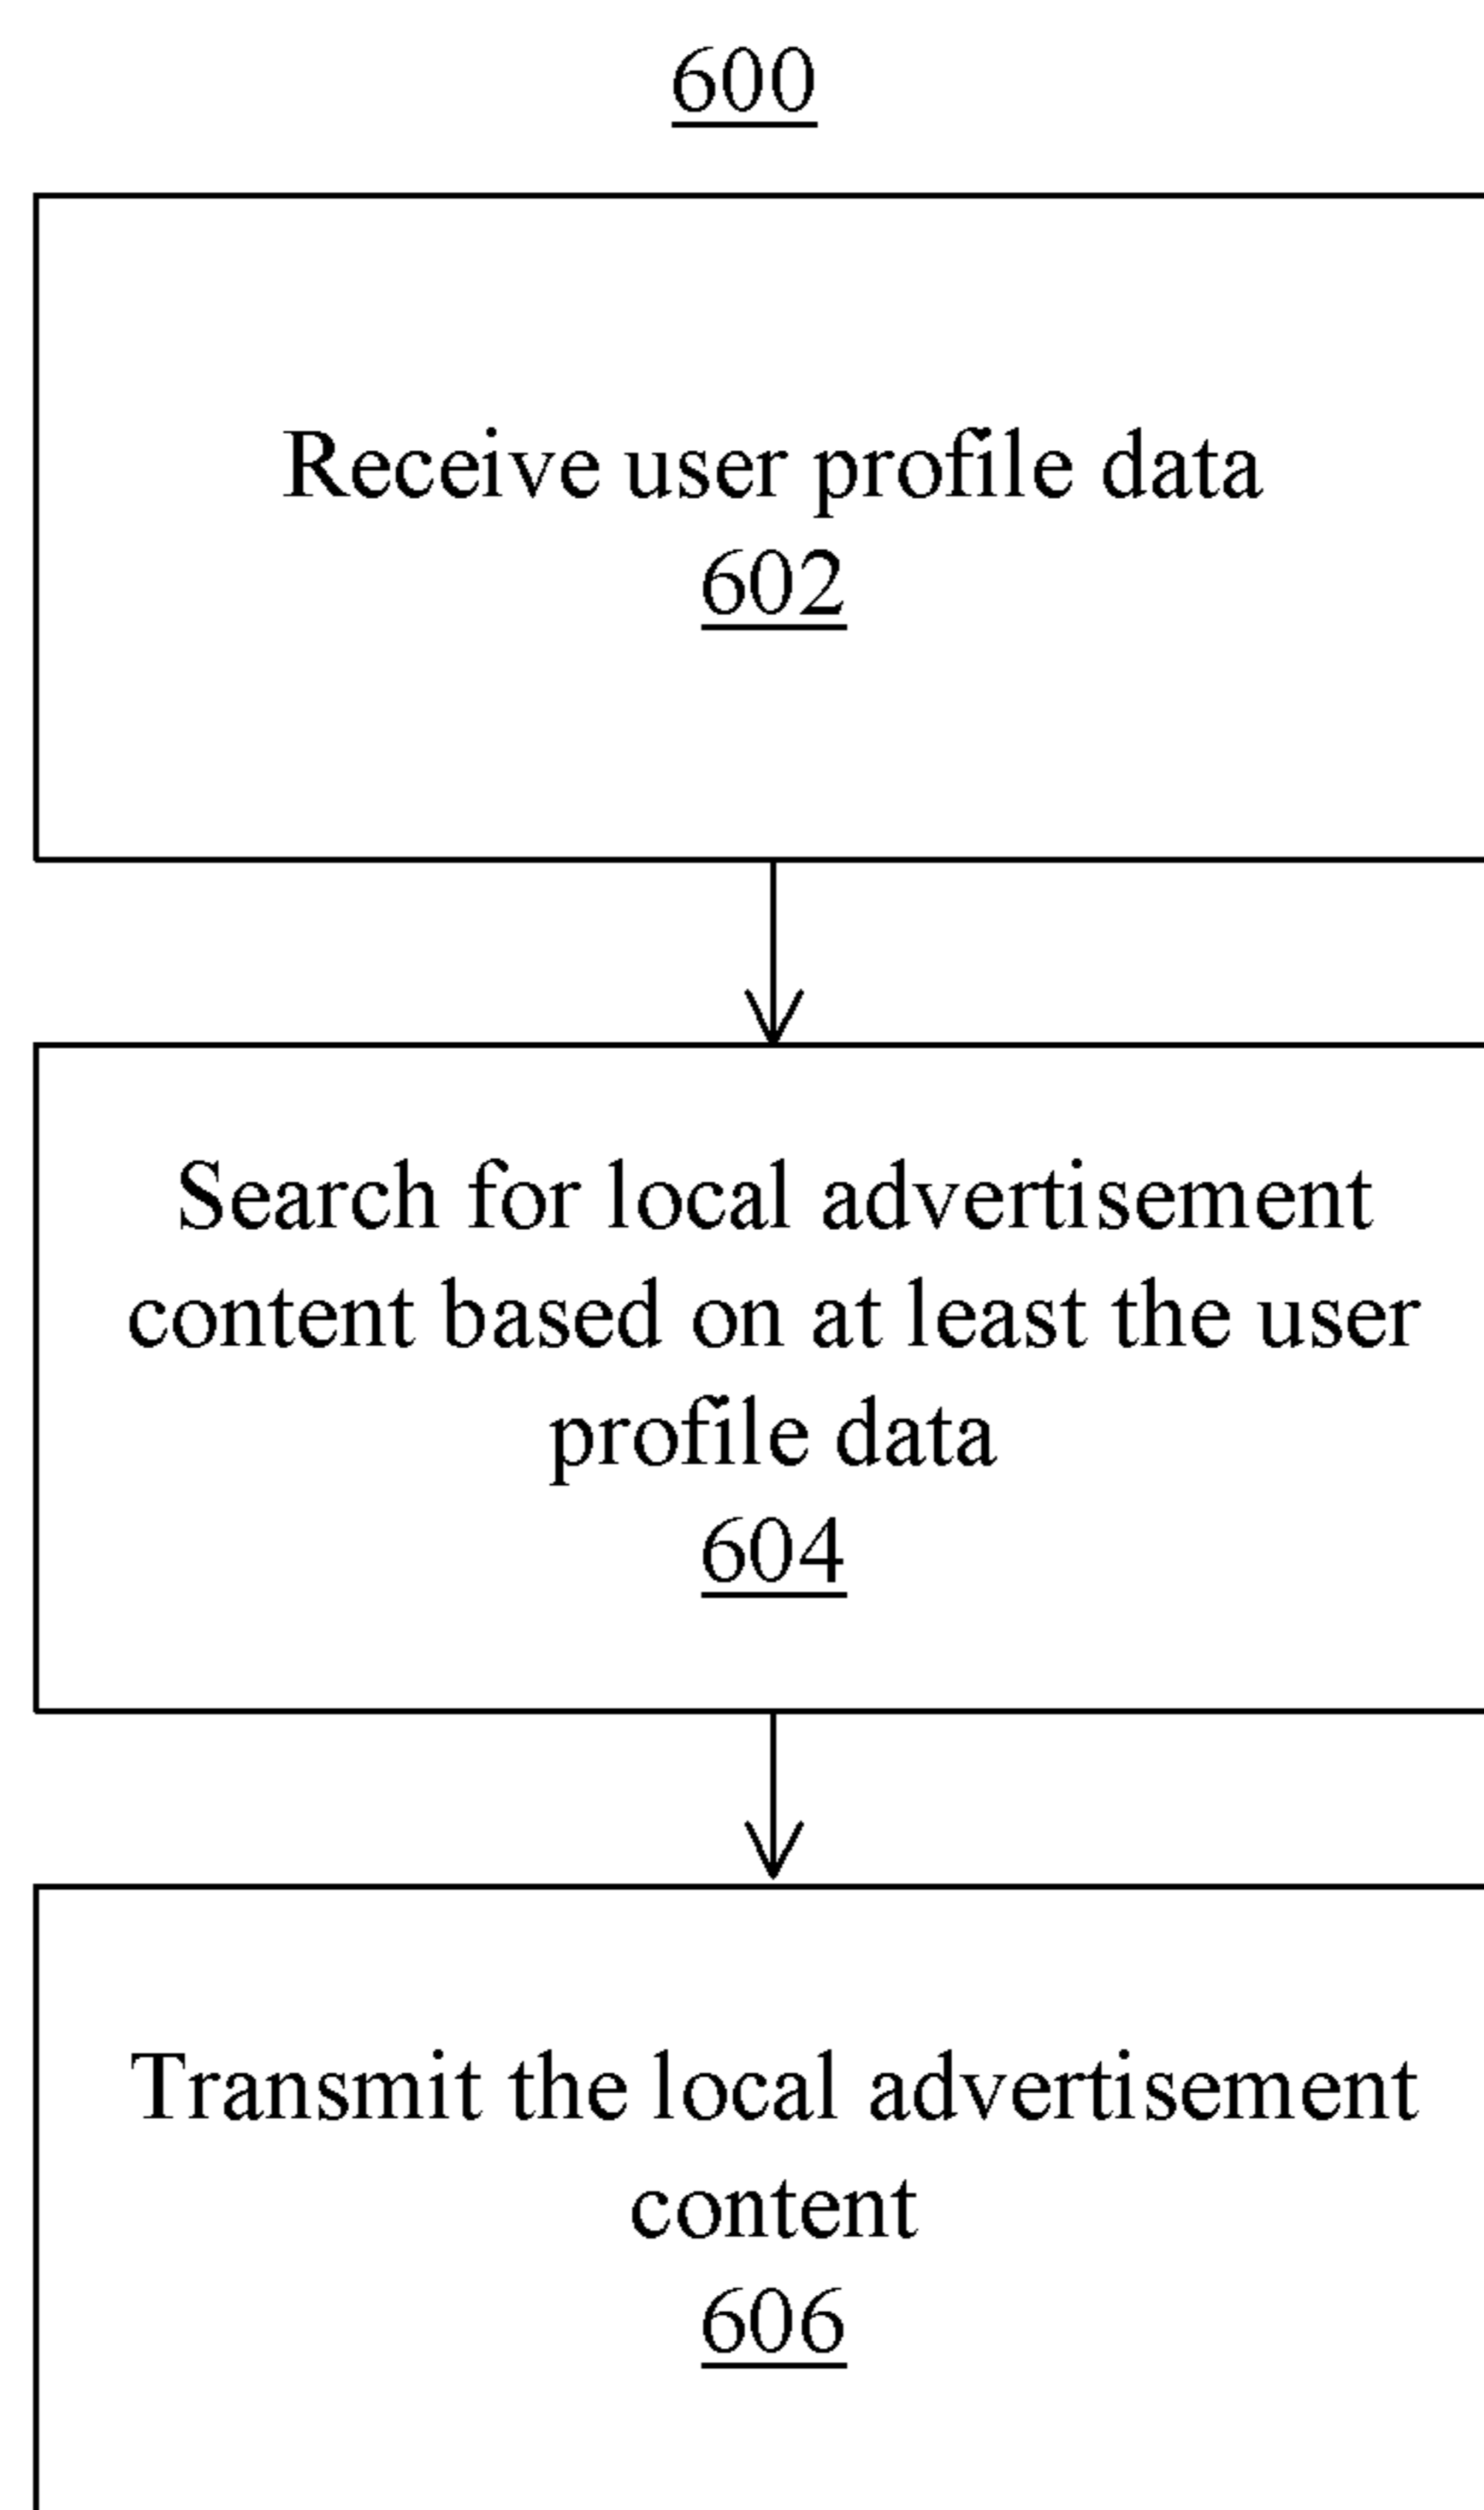 600
Receive user profile data
602
Search for local advertisement
content based on at least the user
profile data
604
Transmit the local advertisement
content
606